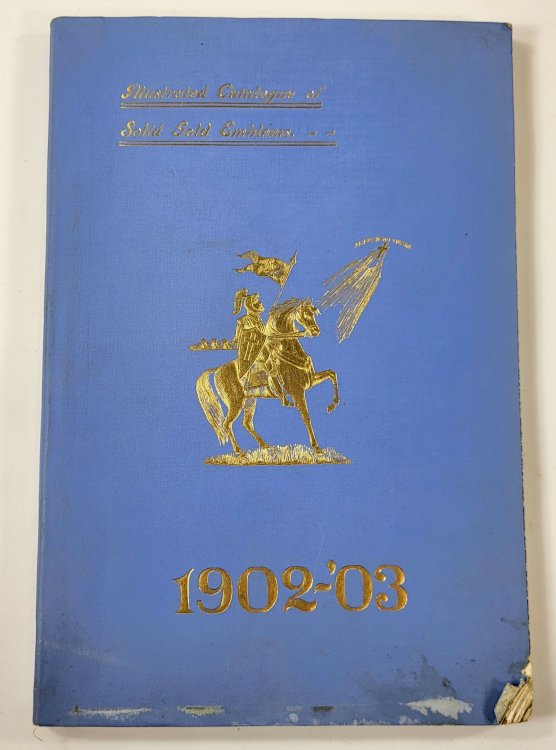 Illustrated Catalogue of
Solid Gold Emblems. - -
1902-'03